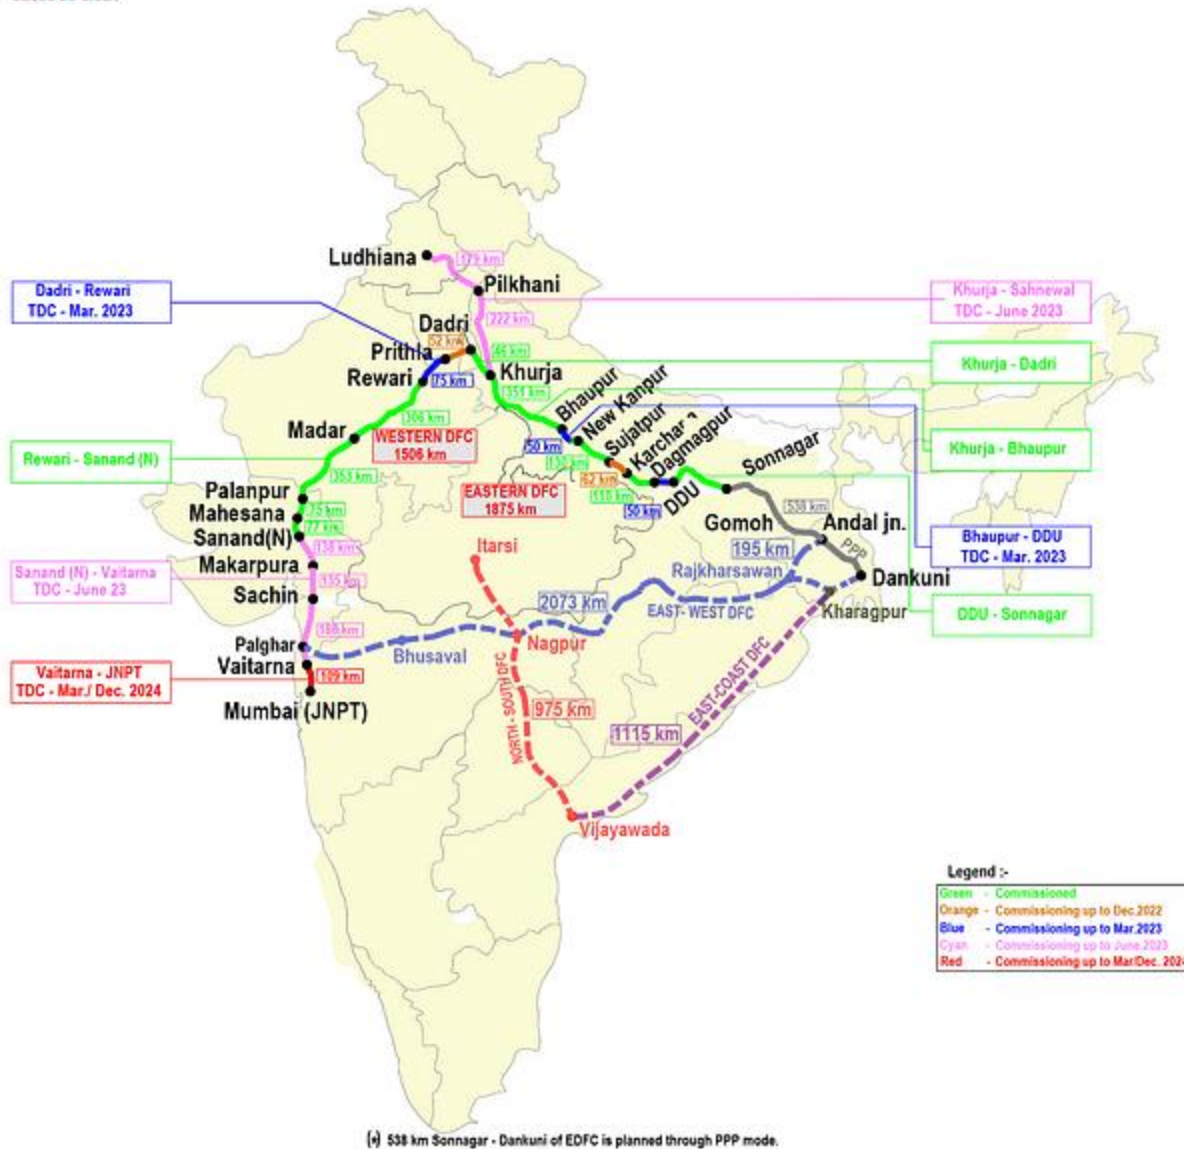 Ludhiana
179 km
Pilkhani
Dadri - Rewari
TDC - Mar. 2023
Khurja - Sahnewal
TDC - June 2023
222 km
Dadri
52 km
46 km
Prithla
Khurja
Khurja - Dadri
Rewari
75 km
351 km
306 km
Bhaupur
New Kanpur
Sujatpur
Karchana
Dagmagpur
Sonnagar
Madar
WESTERN DFC
1506 km
50 km
Khurja - Bhaupur
Rewari - Sanand (N)
353 km
62 km
EASTERN DFC
1875 km
110 km
50 km
DDU
Palanpur
Mahesana
77 km
538 km
Gomoh
Andal jn.
Sanand(N)
138 km
195 km
PPP
Bhaupur - DDU
TDC - Mar. 2023
Itarsi
Makarpura
Rajkharsawan
Dankuni
Sanand (N) - Vaitarna
TDC - June 23
135 km
Sachin
2073 km
EAST- WEST DFC
Kharagpur
DDU - Sonnagar
Palghar
Bhusaval
Nagpur
Vaitarna
Vaitarna - JNPT
TDC - Mar./ Dec. 2024
109 km
Mumbai (JNPT)
NORTH - SOUTH DFC
975 km
EAST-COAST DFC
1115 km
Vijayawada
Legend :-
Green - Commissioned
Orange - Commissioning up to Dec.2022
Blue - Commissioning up to Mar.2023
Cyan - Commissioning up to June.2023
Red - Commissioning up to Mar/Dec. 2024
538 km Sonnagar - Dankuni of EDFC is planned through PPP mode.